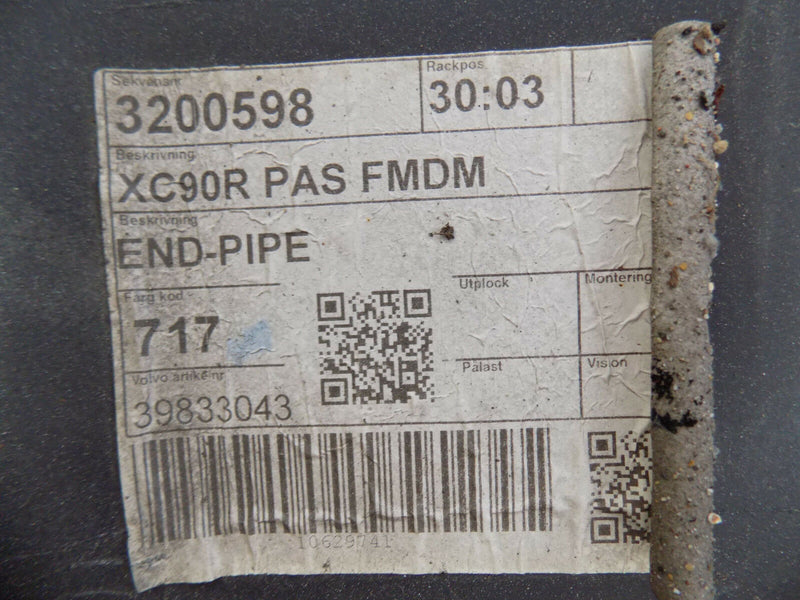 Sekvensnr
3200598
Rackpos
30:03
Beskrivning
XC90R PAS FMDM
Beskrivning
END-PIPE
Färg kod
717
Utplock
Montering
Volvo artikelnr
39833043
Pålast
Vision
10629741